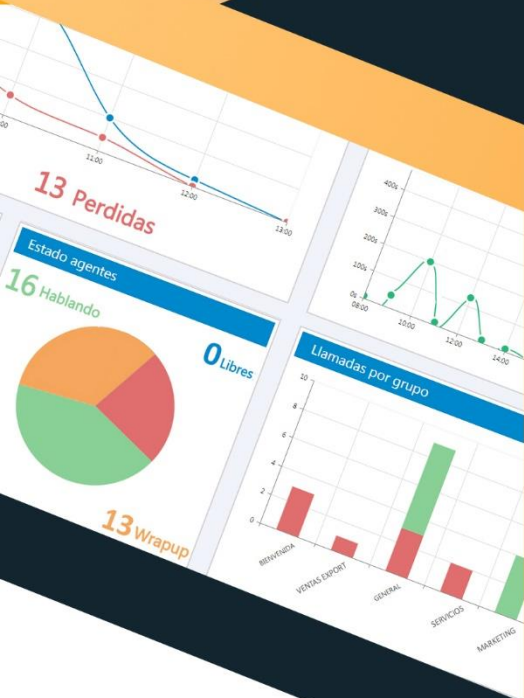 11:00
12:00
13:00
13 Perdidas
400s
300s
200s
100s
0s
08:00
10:00
12:00
14:00
Estado agentes
16 Hablando
0 Libres
13 Wrapup
Llamadas por grupo
10
8
6
4
2
0
BIENVENIDA
VENTAS EXPORT
GENERAL
SERVICIOS
MARKETING